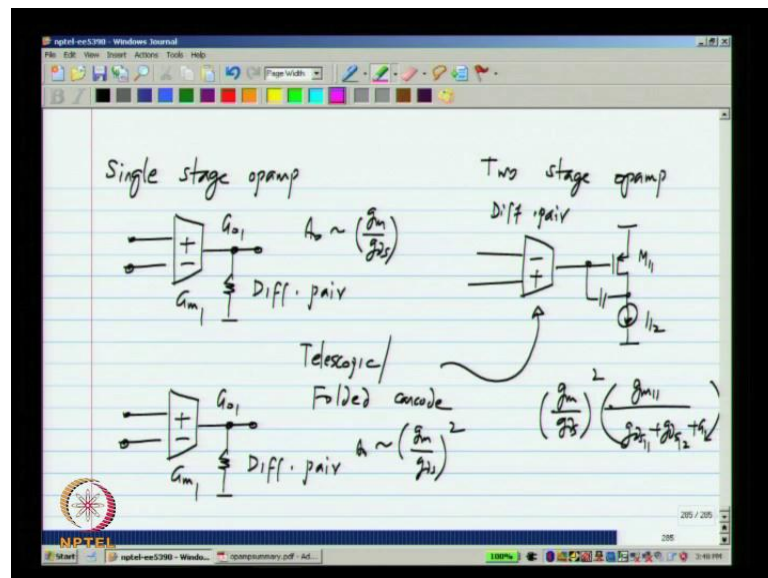 nptel-ee5390 - Windows Journal
File Edit View Insert Actions Tools Help
Page Width
Single stage opamp
Two stage opamp
Diff. pair
+
-
Go1
Gm1
Diff. pair
A0 ~ (gm/gds)
-
+
M11
I12
Telescopic/
Folded cascode
+
-
Go1
Gm1
Diff. pair
A ~ (gm/gds)^2
(gm/gds)^2 (gm11/gds11+gds12+GL)
285 / 285
285
NPTEL
Start
nptel-ee5390 - Windo...
opampsummary.pdf - Ad...
100%
3:48 PM